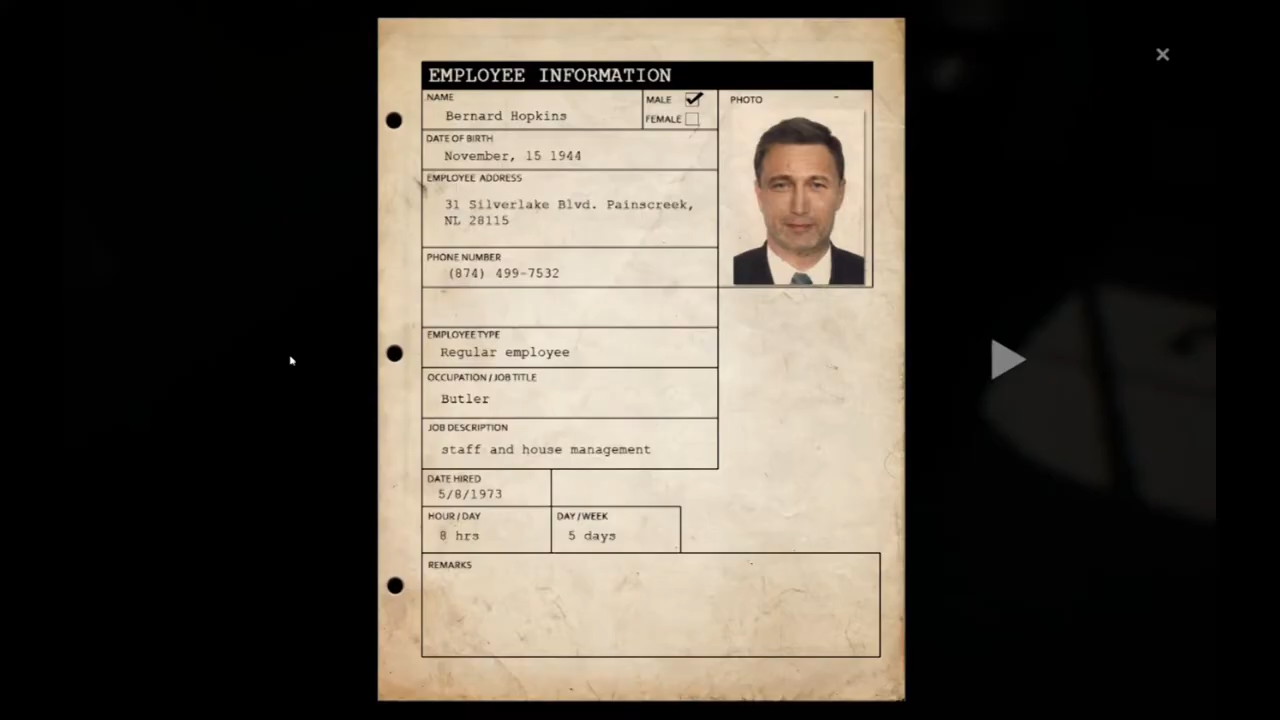 EMPLOYEE INFORMATION
NAME
Bernard Hopkins
MALE
FEMALE
PHOTO
DATE OF BIRTH
November, 15 1944
EMPLOYEE ADDRESS
31 Silverlake Blvd. Painscreek,
NL 28115
PHONE NUMBER
(874) 499-7532
EMPLOYEE TYPE
Regular employee
OCCUPATION / JOB TITLE
Butler
JOB DESCRIPTION
staff and house management
DATE HIRED
5/8/1973
HOUR / DAY
8 hrs
DAY / WEEK
5 days
REMARKS